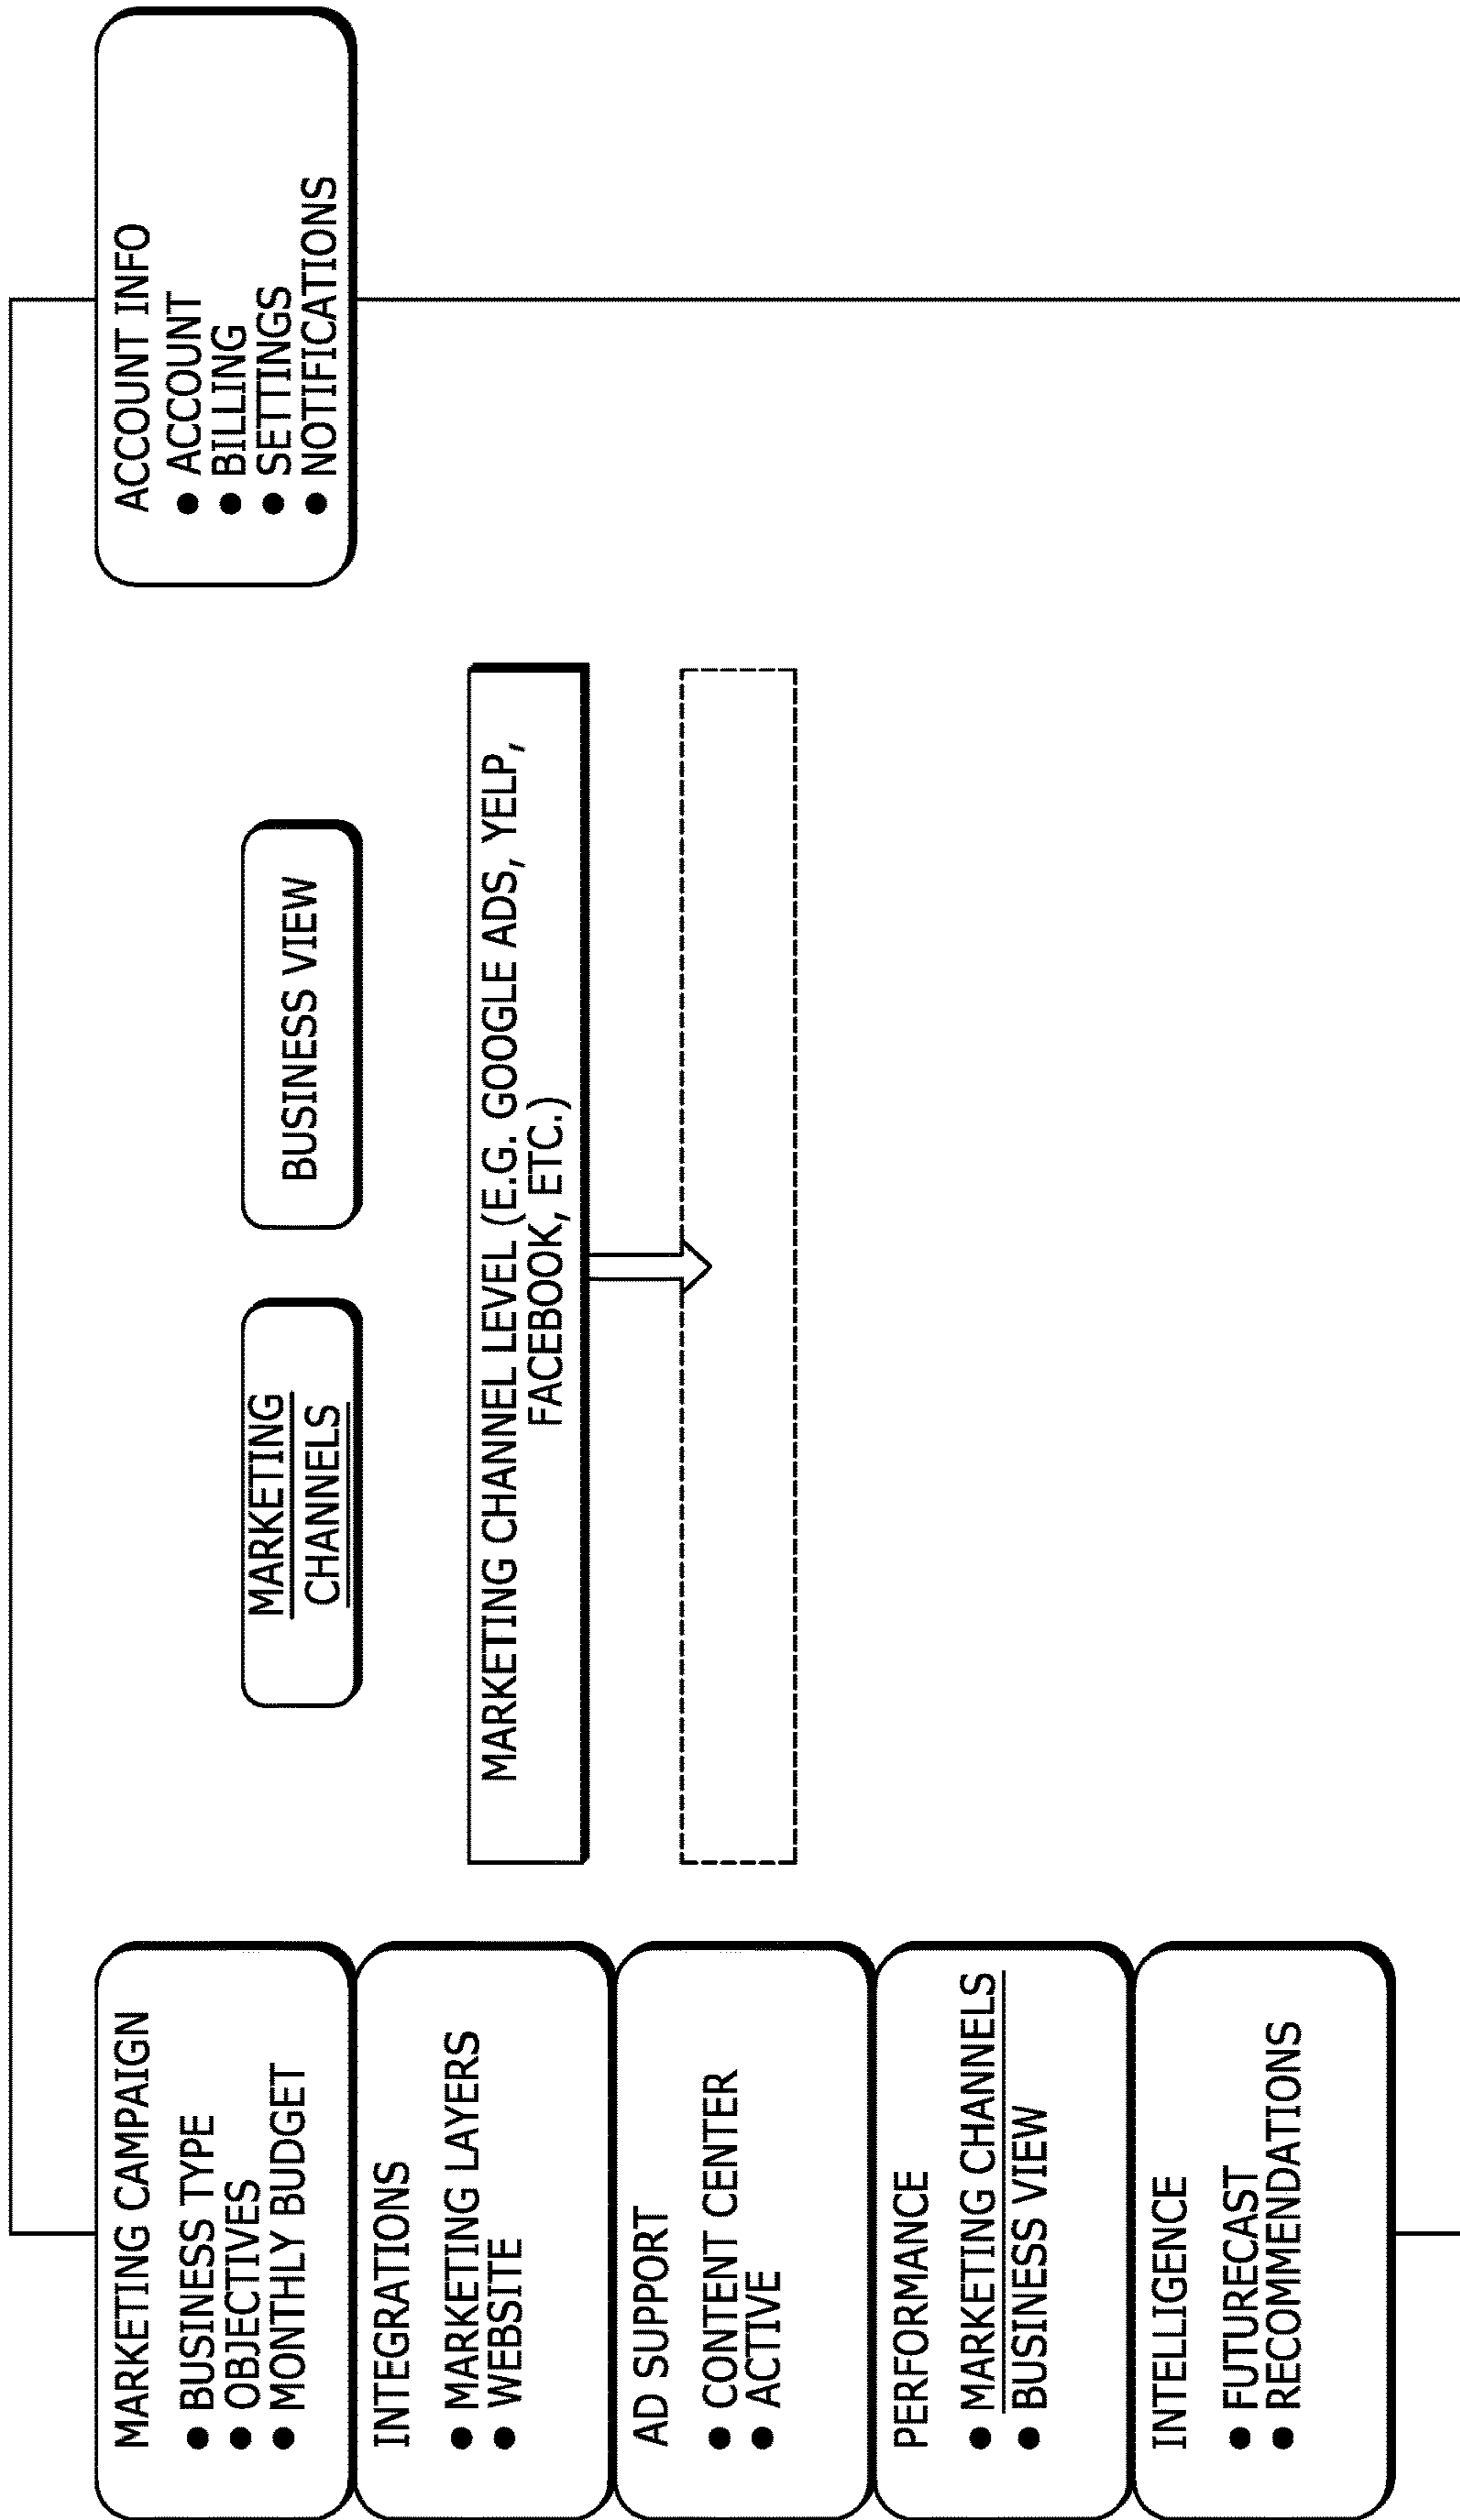 MARKETING CAMPAIGN
● BUSINESS TYPE
● OBJECTIVES
● MONTHLY BUDGET
INTEGRATIONS
● MARKETING LAYERS
● WEBSITE
AD SUPPORT
● CONTENT CENTER
● ACTIVE
PERFORMANCE
● MARKETING CHANNELS
● BUSINESS VIEW
INTELLIGENCE
● FUTURECAST
● RECOMMENDATIONS
MARKETING
CHANNELS
BUSINESS VIEW
MARKETING CHANNEL LEVEL (E.G. GOOGLE ADS, YELP,
FACEBOOK, ETC.)
ACCOUNT INFO
● ACCOUNT
● BILLING
● SETTINGS
● NOTIFICATIONS